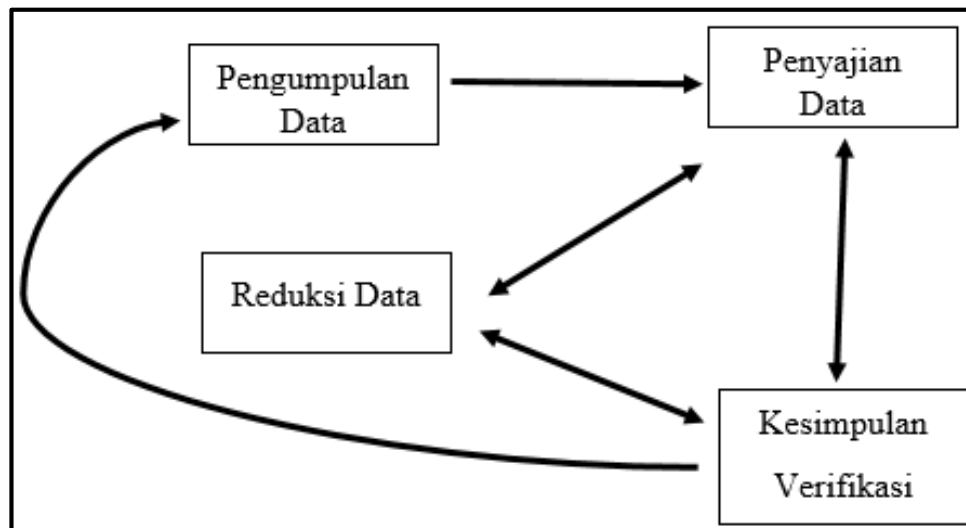 Pengumpulan
Data
Penyajian
Data
Reduksi Data
Kesimpulan
Verifikasi